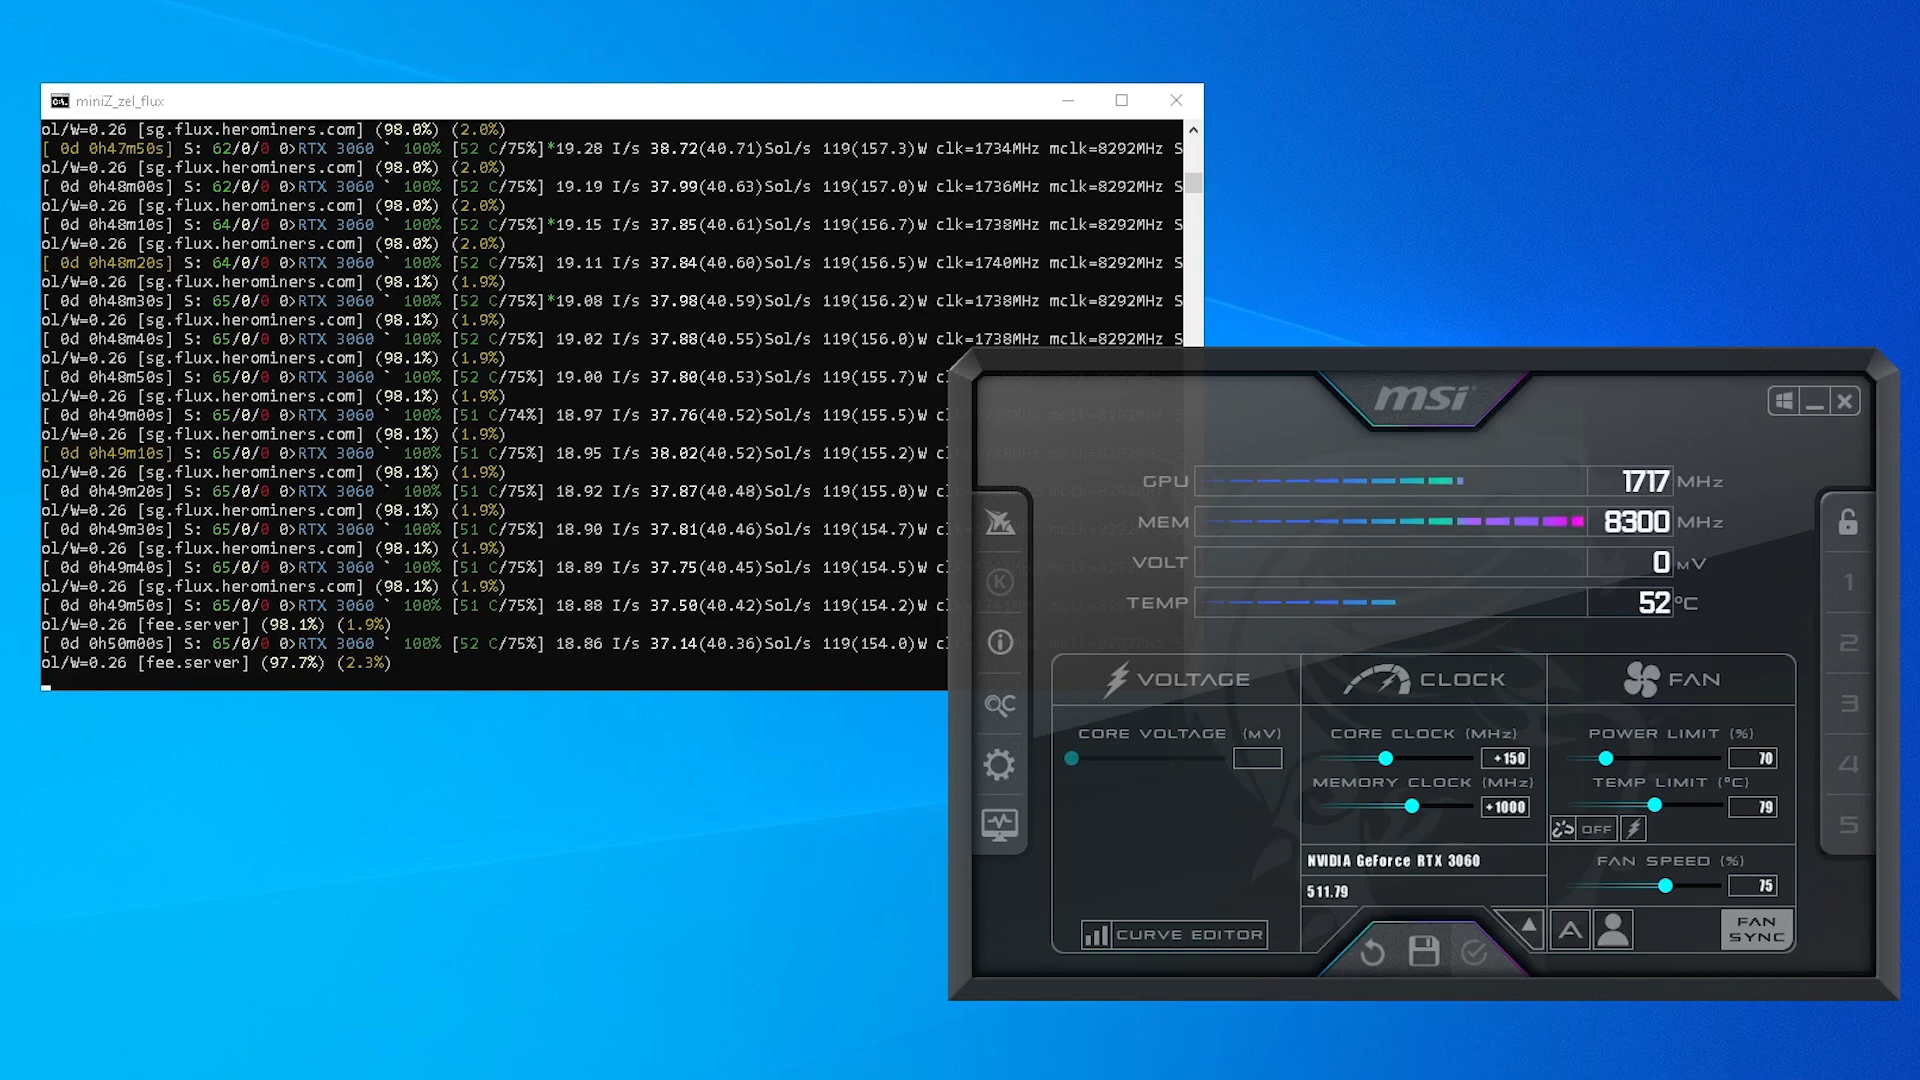 miniZ_zel_flux
ol/W=0.26 [sg.flux.herominers.com] (98.0%) (2.0%)
[ 0d 0h47m50s] S: 62/0/0 0>RTX 3060 ` 100% [52 C/75%]*19.28 I/s 38.72(40.71)Sol/s 119(157.3)W clk=1734MHz mclk=8292MHz S
ol/W=0.26 [sg.flux.herominers.com] (98.0%) (2.0%)
[ 0d 0h48m00s] S: 62/0/0 0>RTX 3060 ` 100% [52 C/75%] 19.19 I/s 37.99(40.63)Sol/s 119(157.0)W clk=1736MHz mclk=8292MHz S
ol/W=0.26 [sg.flux.herominers.com] (98.0%) (2.0%)
[ 0d 0h48m10s] S: 64/0/0 0>RTX 3060 ` 100% [52 C/75%]*19.15 I/s 37.85(40.61)Sol/s 119(156.7)W clk=1738MHz mclk=8292MHz S
ol/W=0.26 [sg.flux.herominers.com] (98.0%) (2.0%)
[ 0d 0h48m20s] S: 64/0/0 0>RTX 3060 ` 100% [52 C/75%] 19.11 I/s 37.84(40.60)Sol/s 119(156.5)W clk=1740MHz mclk=8292MHz S
ol/W=0.26 [sg.flux.herominers.com] (98.1%) (1.9%)
[ 0d 0h48m30s] S: 65/0/0 0>RTX 3060 ` 100% [52 C/75%]*19.08 I/s 37.98(40.59)Sol/s 119(156.2)W clk=1738MHz mclk=8292MHz S
ol/W=0.26 [sg.flux.herominers.com] (98.1%) (1.9%)
[ 0d 0h48m40s] S: 65/0/0 0>RTX 3060 ` 100% [52 C/75%] 19.02 I/s 37.88(40.55)Sol/s 119(156.0)W clk=1738MHz mclk=8292MHz S
ol/W=0.26 [sg.flux.herominers.com] (98.1%) (1.9%)
[ 0d 0h48m50s] S: 65/0/0 0>RTX 3060 ` 100% [52 C/75%] 19.00 I/s 37.80(40.53)Sol/s 119(155.7)W cl
ol/W=0.26 [sg.flux.herominers.com] (98.1%) (1.9%)
[ 0d 0h49m00s] S: 65/0/0 0>RTX 3060 ` 100% [51 C/74%] 18.97 I/s 37.76(40.52)Sol/s 119(155.5)W cl
ol/W=0.26 [sg.flux.herominers.com] (98.1%) (1.9%)
[ 0d 0h49m10s] S: 65/0/0 0>RTX 3060 ` 100% [51 C/75%] 18.95 I/s 38.02(40.52)Sol/s 119(155.2)W cl
ol/W=0.26 [sg.flux.herominers.com] (98.1%) (1.9%)
[ 0d 0h49m20s] S: 65/0/0 0>RTX 3060 ` 100% [51 C/75%] 18.92 I/s 37.87(40.48)Sol/s 119(155.0)W cl
ol/W=0.26 [sg.flux.herominers.com] (98.1%) (1.9%)
[ 0d 0h49m30s] S: 65/0/0 0>RTX 3060 ` 100% [51 C/75%] 18.90 I/s 37.81(40.46)Sol/s 119(154.7)W cl
ol/W=0.26 [sg.flux.herominers.com] (98.1%) (1.9%)
[ 0d 0h49m40s] S: 65/0/0 0>RTX 3060 ` 100% [51 C/75%] 18.89 I/s 37.75(40.45)Sol/s 119(154.5)W cl
ol/W=0.26 [sg.flux.herominers.com] (98.1%) (1.9%)
[ 0d 0h49m50s] S: 65/0/0 0>RTX 3060 ` 100% [51 C/75%] 18.88 I/s 37.50(40.42)Sol/s 119(154.2)W cl
ol/W=0.26 [fee.server] (98.1%) (1.9%)
[ 0d 0h50m00s] S: 65/0/0 0>RTX 3060 ` 100% [52 C/75%] 18.86 I/s 37.14(40.36)Sol/s 119(154.0)W cl
ol/W=0.26 [fee.server] (97.7%) (2.3%)
msi
GPU 1717 MHz
MEM 8300 MHz
VOLT 0 mV
TEMP 52 °C
K
OC
1
2
3
4
5
VOLTAGE CLOCK FAN
CORE VOLTAGE (MV)
CORE CLOCK (MHz)
+150
MEMORY CLOCK (MHz)
+1000
POWER LIMIT (%)
70
TEMP LIMIT (°C)
79
OFF
NVIDIA GeForce RTX 3060
511.79
FAN SPEED (%)
75
CURVE EDITOR
A
FAN
SYNC